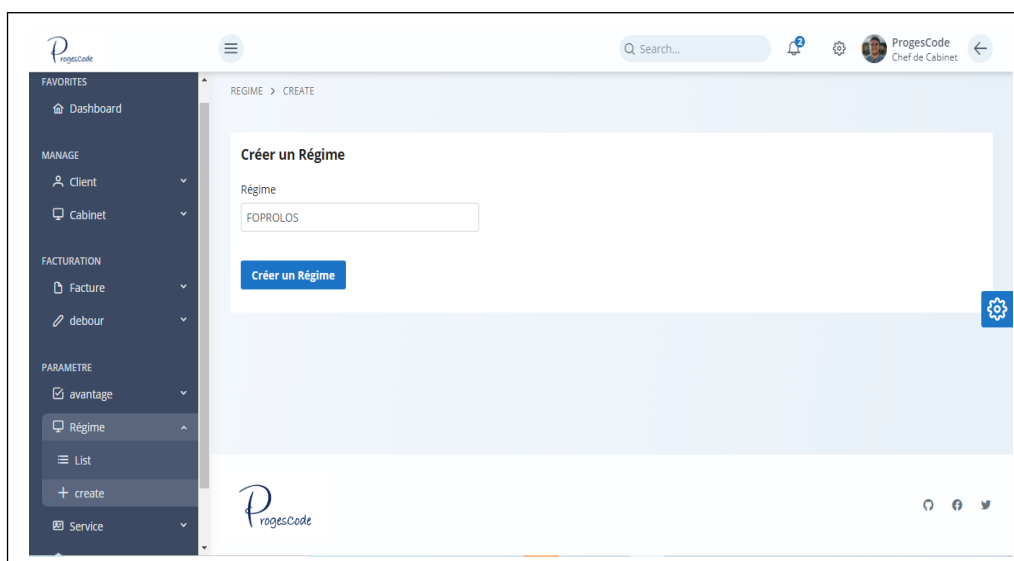 Progescode
Search...
2
ProgesCode
Chef de Cabinet
FAVORITES
Dashboard
MANAGE
Client
Cabinet
FACTURATION
Facture
debour
PARAMETRE
avantage
Régime
List
create
Service
REGIME > CREATE
Créer un Régime
Régime
FOPROLOS
Créer un Régime
Progescode